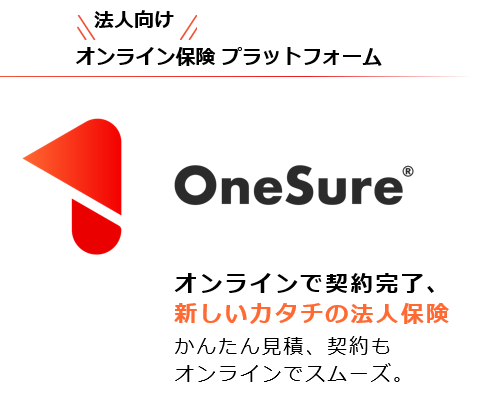 法人向け
オンライン保険 プラットフォーム
OneSure®
オンラインで契約完了、
新しいカタチの法人保険
かんたん見積、契約も
オンラインでスムーズ。